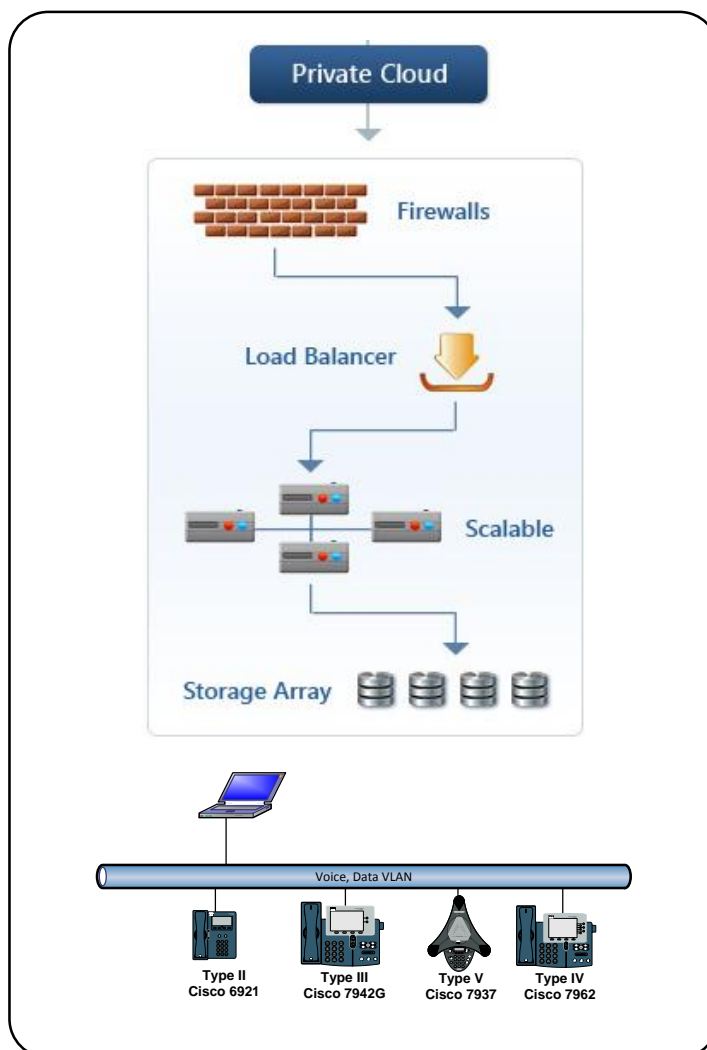 Private Cloud
Firewalls
Load Balancer
Scalable
Storage Array
Voice, Data VLAN
Type II
Cisco 6921
Type III
Cisco 7942G
Type V
Cisco 7937
Type IV
Cisco 7962